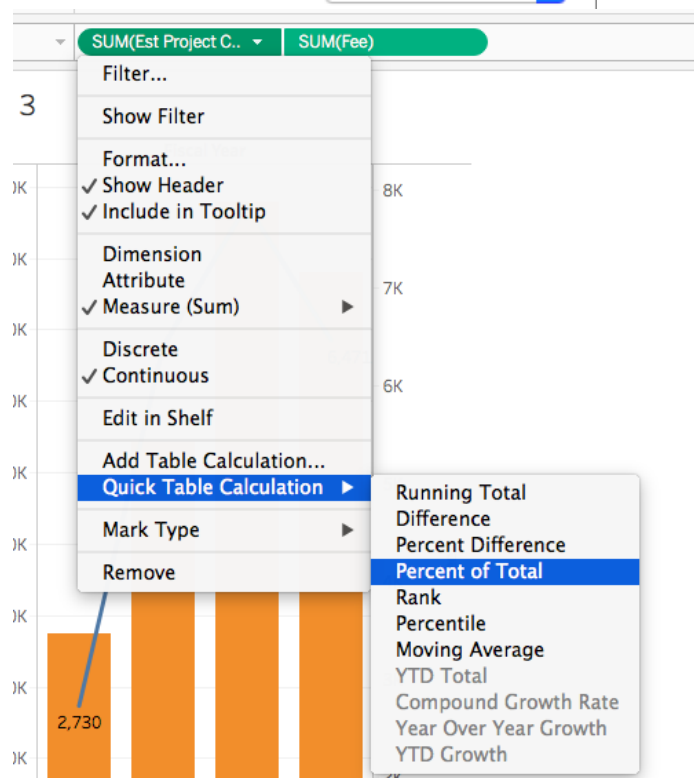 SUM(Est Project C.. SUM(Fee)
3
Filter...
Show Filter
Format...
✓ Show Header
✓ Include in Tooltip
Dimension
Attribute
✓ Measure (Sum)
Discrete
✓ Continuous
Edit in Shelf
Add Table Calculation...
Quick Table Calculation
Mark Type
Remove
Running Total
Difference
Percent Difference
Percent of Total
Rank
Percentile
Moving Average
YTD Total
Compound Growth Rate
Year Over Year Growth
YTD Growth
8K
7K
6K
2,730